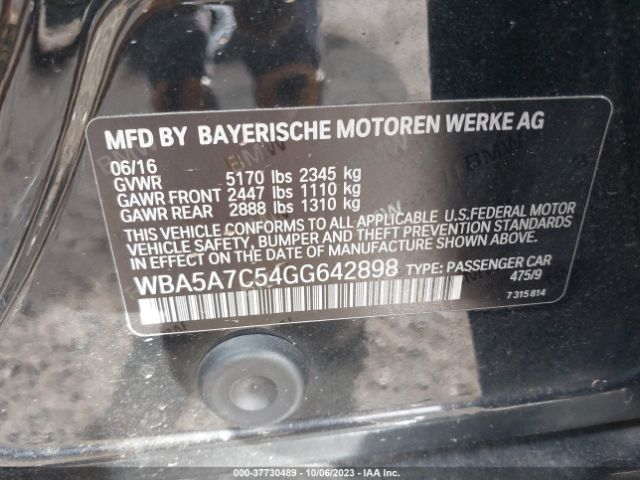 MFD BY BAYERISCHE MOTOREN WERKE AG
06/16
GVWR 5170 lbs 2345 kg
GAWR FRONT 2447 lbs 1110 kg
GAWR REAR 2888 lbs 1310 kg
THIS VEHICLE CONFORMS TO ALL APPLICABLE U.S.FEDERAL MOTOR
VEHICLE SAFETY, BUMPER AND THEFT PREVENTION STANDARDS
IN EFFECT ON THE DATE OF MANUFACTURE SHOWN ABOVE.
WBA5A7C54GG642898 TYPE: PASSENGER CAR
475/9
7 315 814
000-37730489 - 10/06/2023 - IAA Inc.